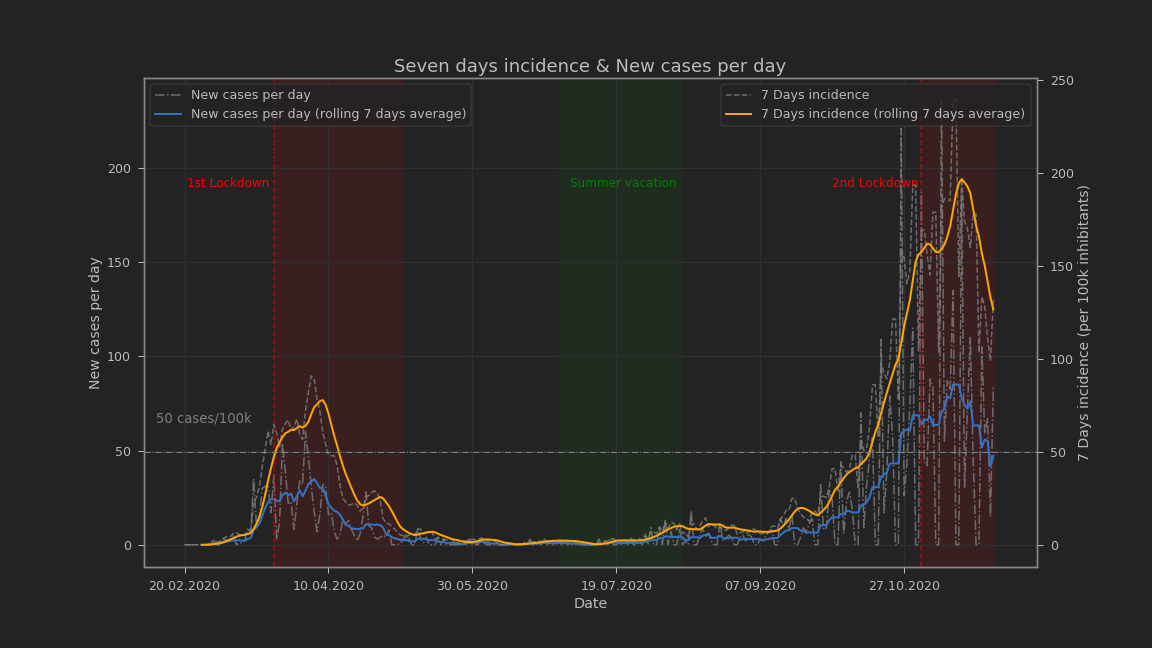 Seven days incidence & New cases per day
New cases per day
New cases per day (rolling 7 days average)
7 Days incidence
7 Days incidence (rolling 7 days average)
1st Lockdown
Summer vacation
2nd Lockdown
50 cases/100k
New cases per day
200
150
100
50
0
250
200
150
100
50
0
7 Days incidence (per 100k inhibitants)
20.02.2020
10.04.2020
30.05.2020
19.07.2020
07.09.2020
27.10.2020
Date